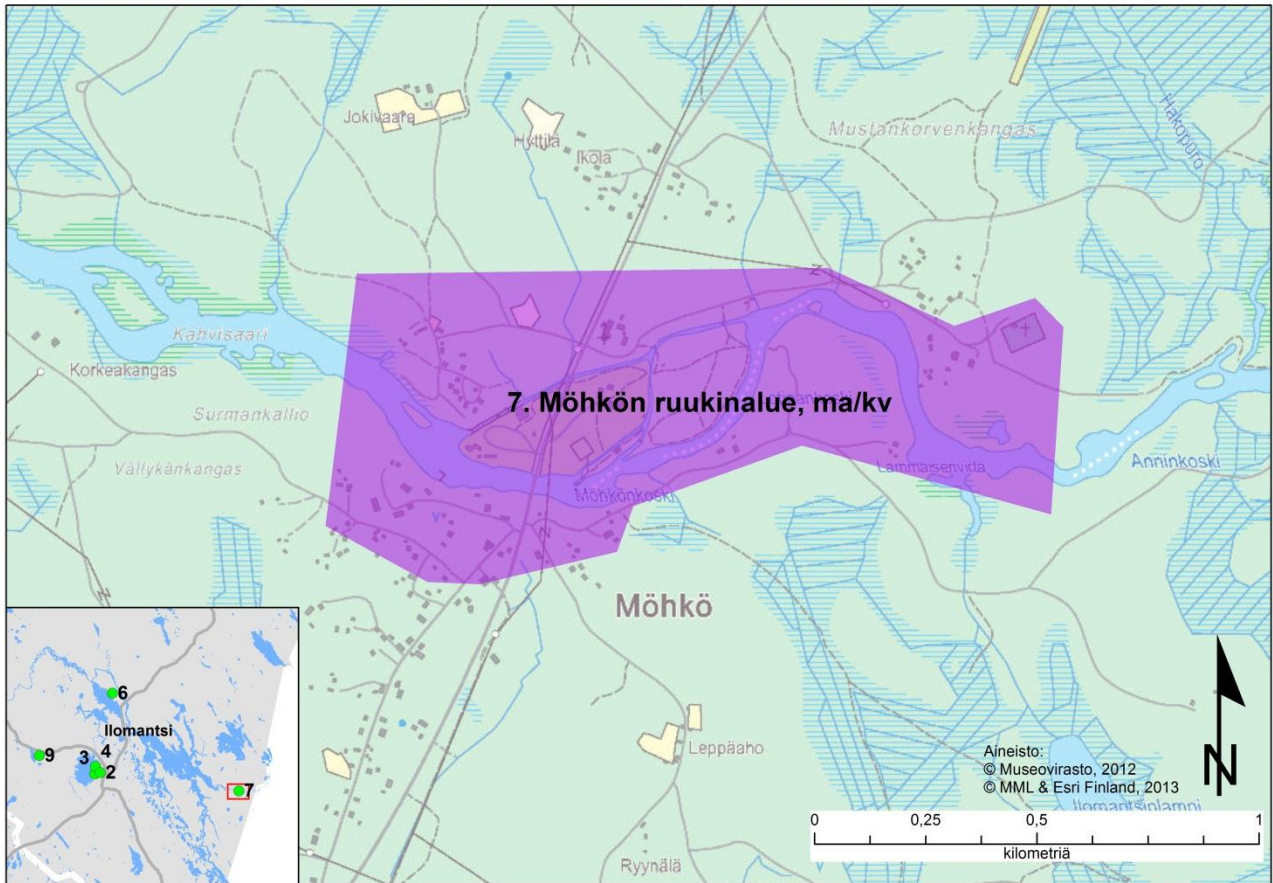 Jokivaara
Hyttilä
Ikola
Mustankorvenkangas
Hakopuro
Kahvisaart
Korkeakangas
Surmankallio
7. Möhkön ruukinalue, ma/kv
Vällykänkangas
Lammarsenvirta
Anninkoski
Möhkönkoski
Möhkö
6
Ilomantsi
4
9
3
2
7
Leppäaho
Aineisto:
© Museovirasto, 2012
© MML & Esri Finland, 2013
Ilomantsinlampi
N
0 0,25 0,5 1
kilometriä
Ryynälä